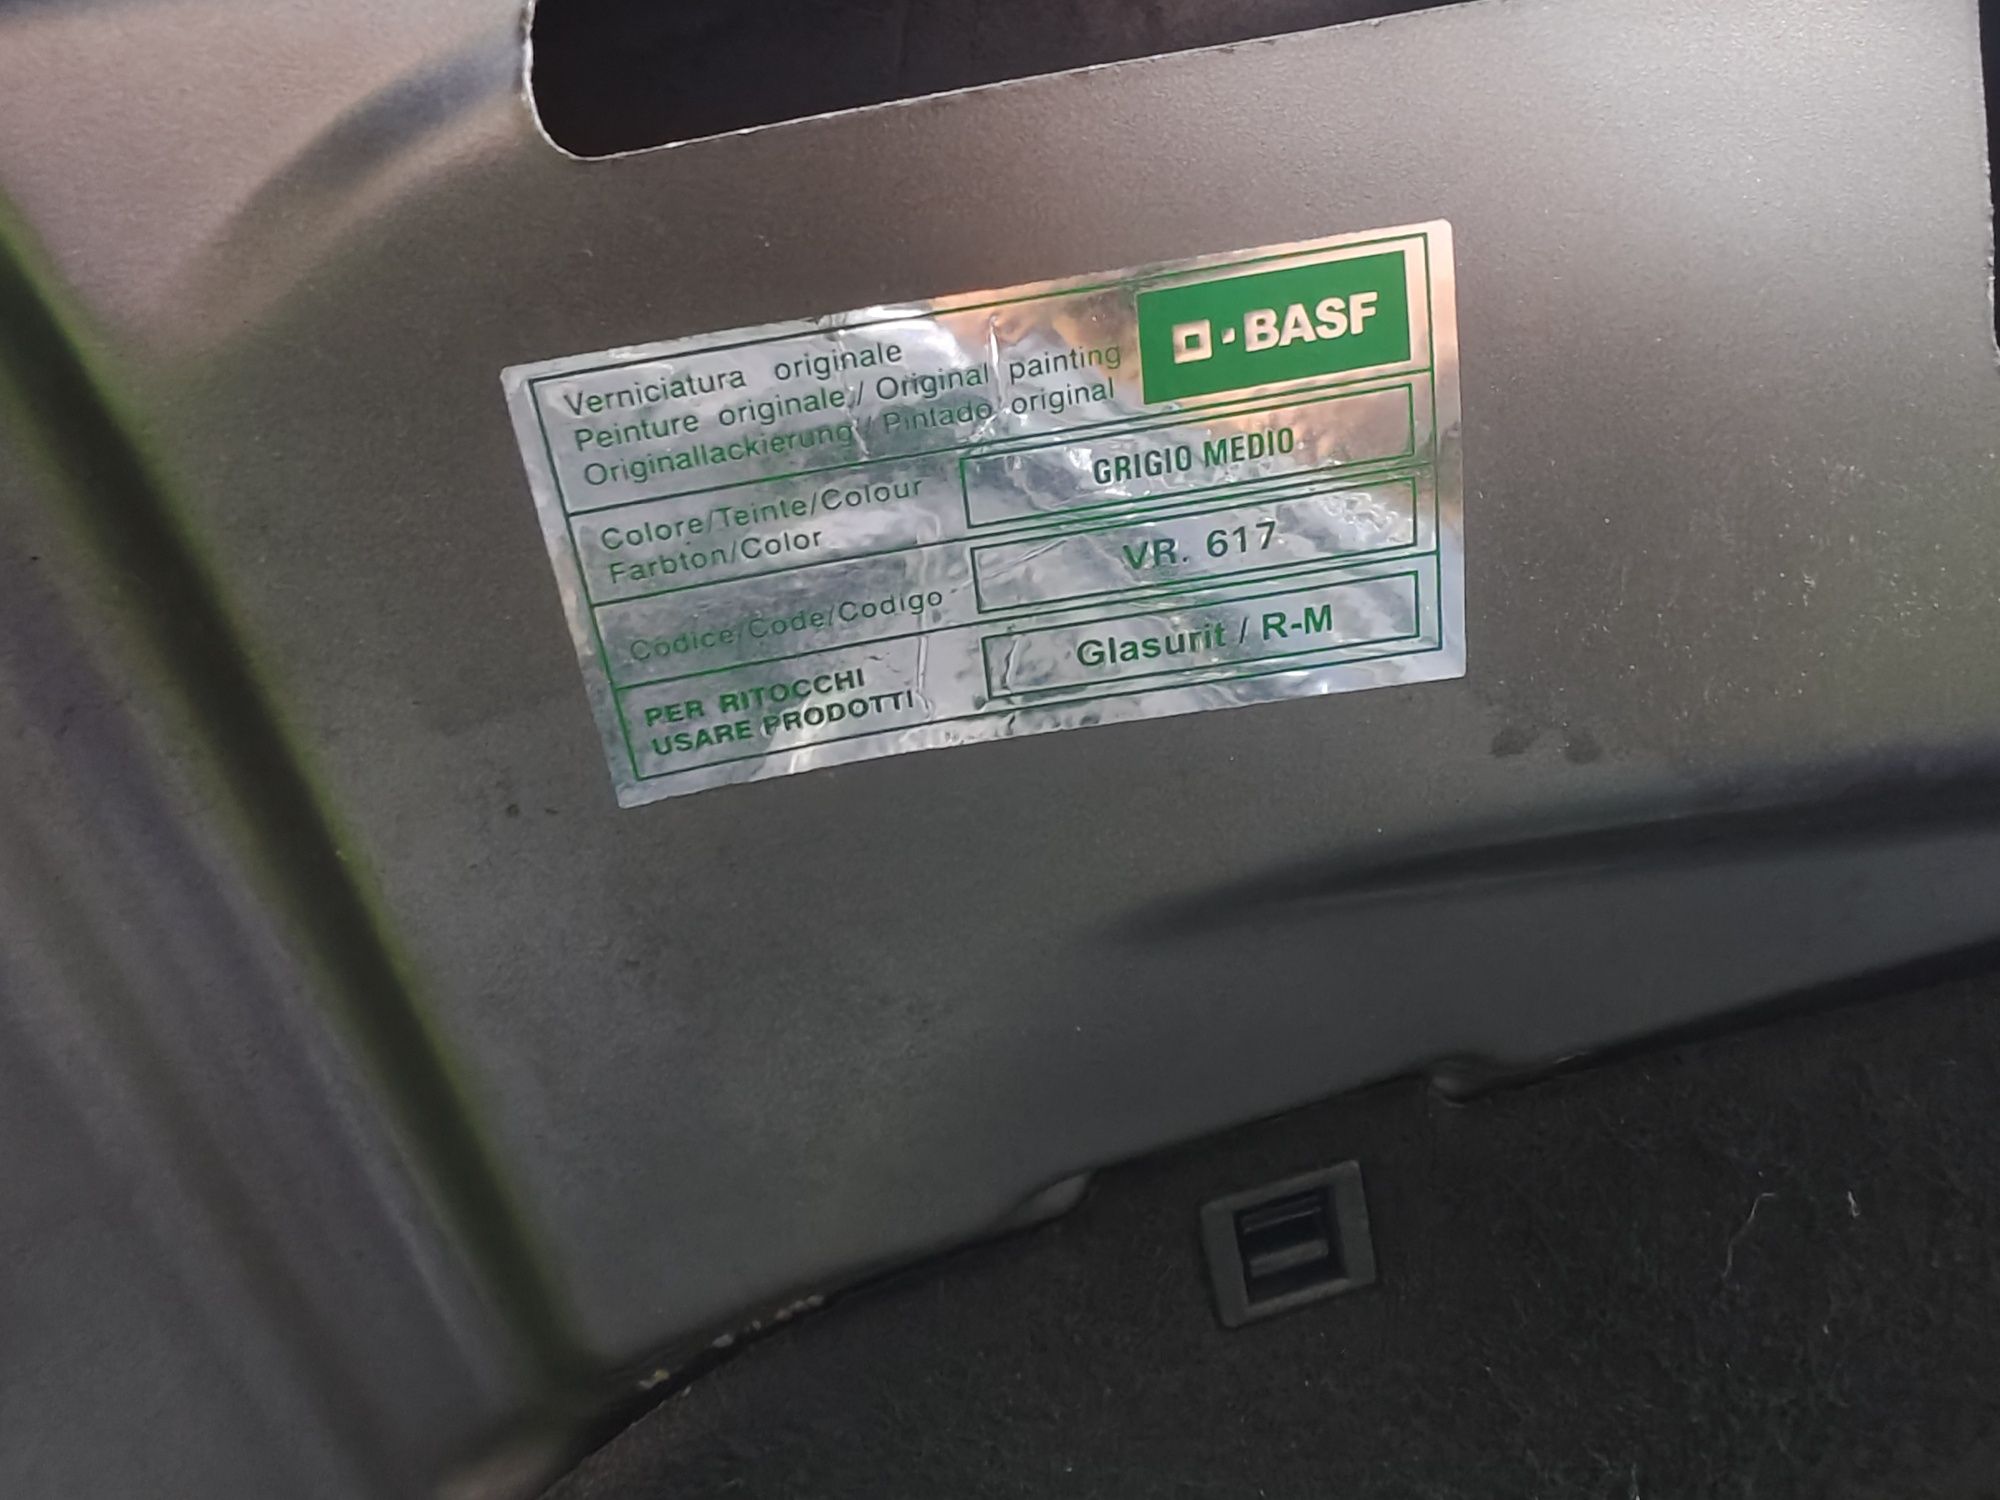 Verniciatura originale
Peinture originale / Original painting
Originallackierung / Pintado original
BASF
Colore/Teinte/Colour
Farbton/Color
GRIGIO MEDIO
Codice/Code/Codigo
VR. 617
PER RITOCCHI
USARE PRODOTTI
Glasurit / R-M